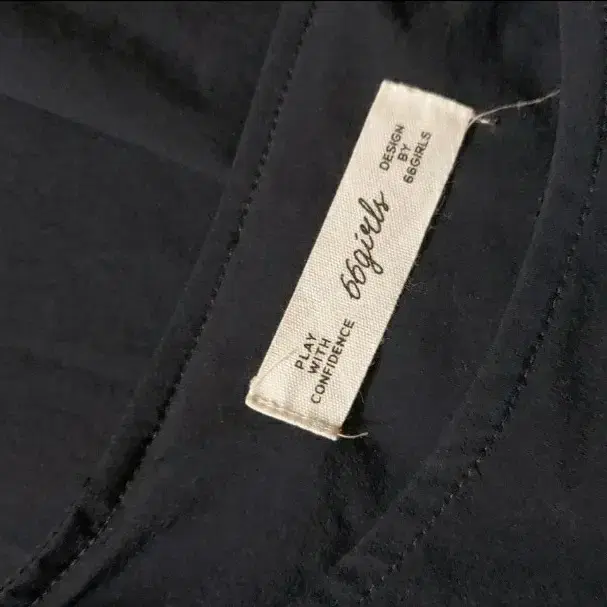 PLAY
WITH
CONFIDENCE
66girls
DESIGN
BY
66GIRLS